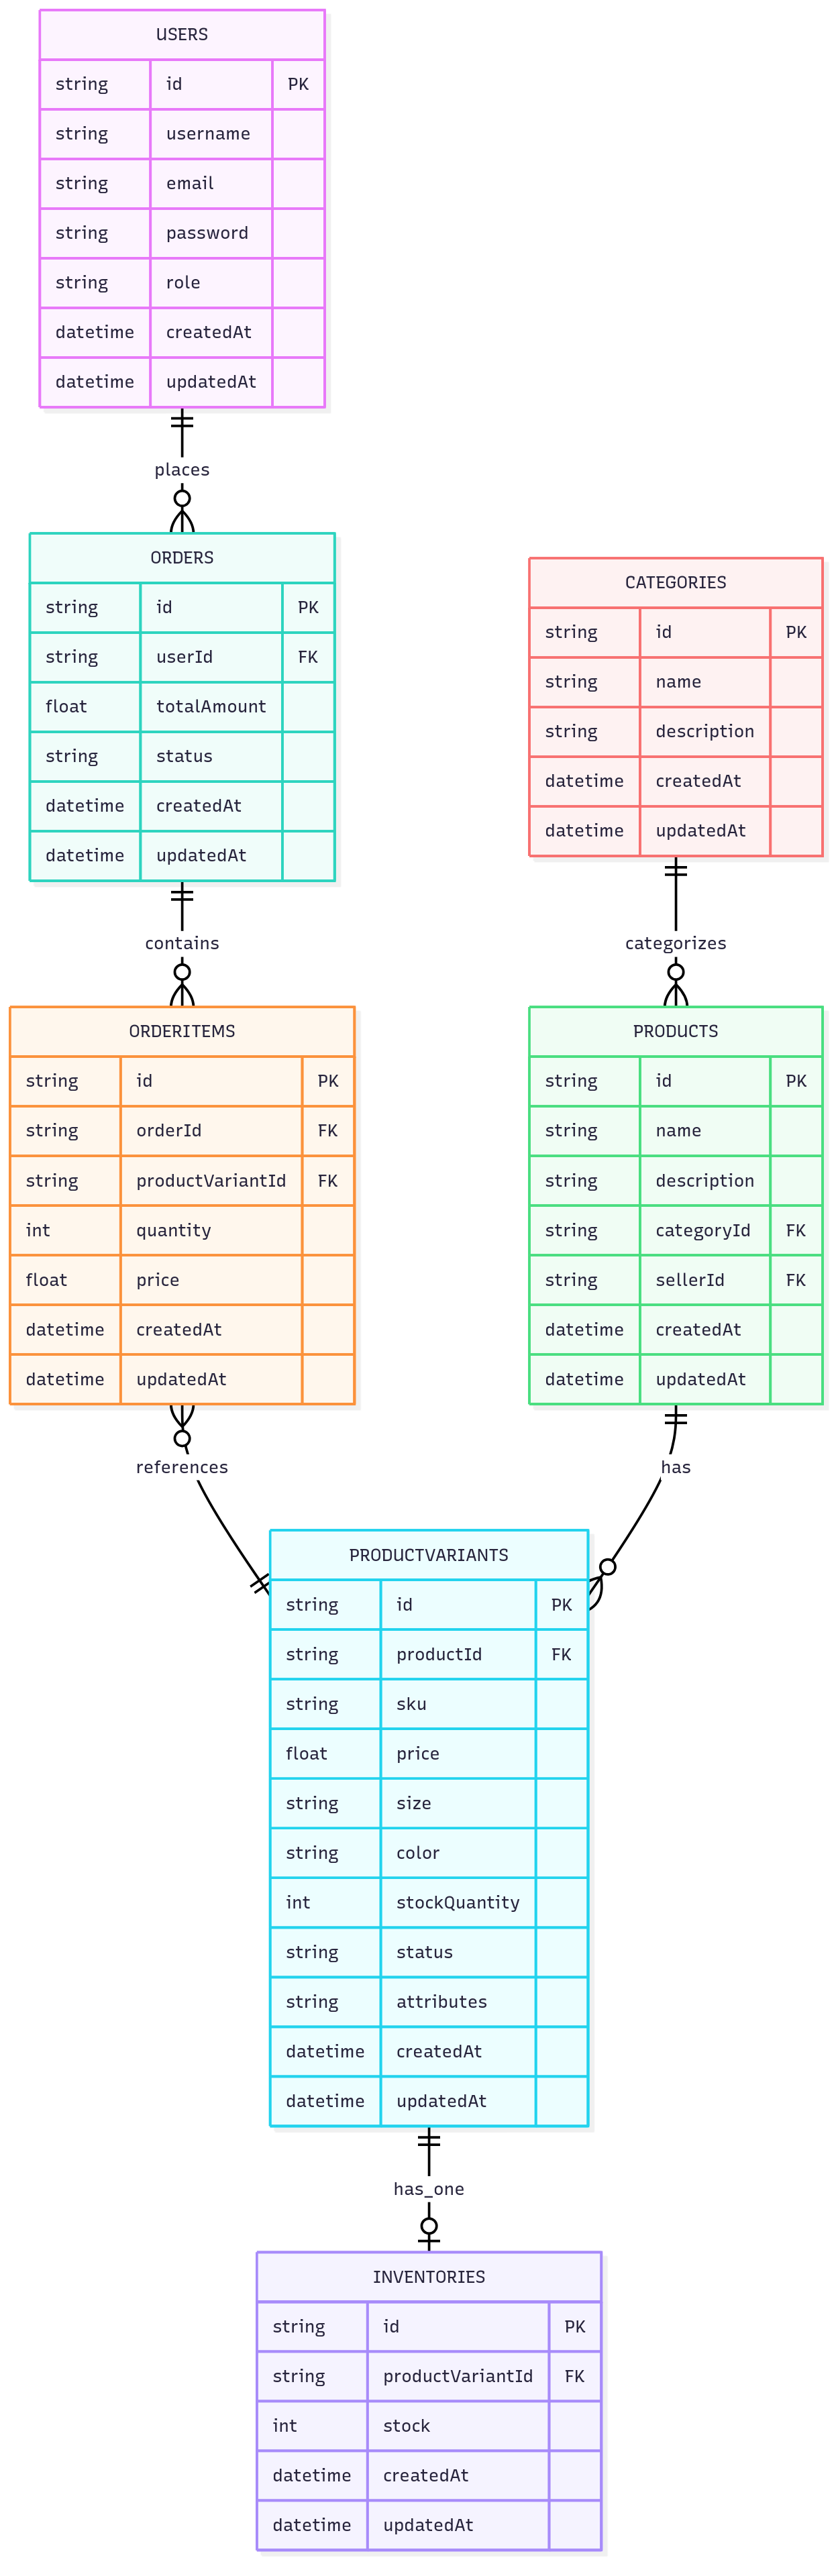 USERS
string id PK
string username
string email
string password
string role
datetime createdAt
datetime updatedAt
places
ORDERS
string id PK
string userId FK
float totalAmount
string status
datetime createdAt
datetime updatedAt
contains
CATEGORIES
string id PK
string name
string description
datetime createdAt
datetime updatedAt
categorizes
ORDERITEMS
string id PK
string orderId FK
string productVariantId FK
int quantity
float price
datetime createdAt
datetime updatedAt
references
PRODUCTS
string id PK
string name
string description
string categoryId FK
string sellerId FK
datetime createdAt
datetime updatedAt
has
PRODUCTVARIANTS
string id PK
string productId FK
string sku
float price
string size
string color
int stockQuantity
string status
string attributes
datetime createdAt
datetime updatedAt
has_one
INVENTORIES
string id PK
string productVariantId FK
int stock
datetime createdAt
datetime updatedAt